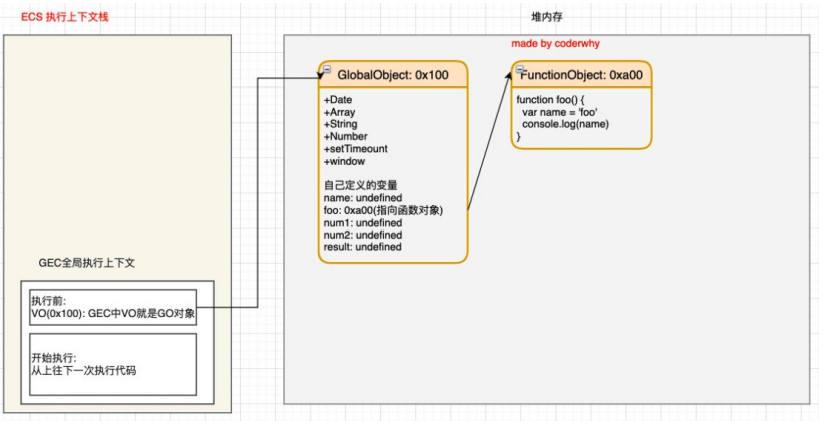 ECS 执行上下文栈
堆内存
made by coderwhy
GlobalObject: 0x100
+Date
+Array
+String
+Number
+setTimeount
+window
自己定义的变量
name: undefined
foo: 0xa00(指向函数对象)
num1: undefined
num2: undefined
result: undefined
FunctionObject: 0xa00
function foo() {
var name = 'foo'
console.log(name)
}
GEC全局执行上下文
执行前:
VO(0x100): GEC中VO就是GO对象
开始执行:
从上往下一次执行代码